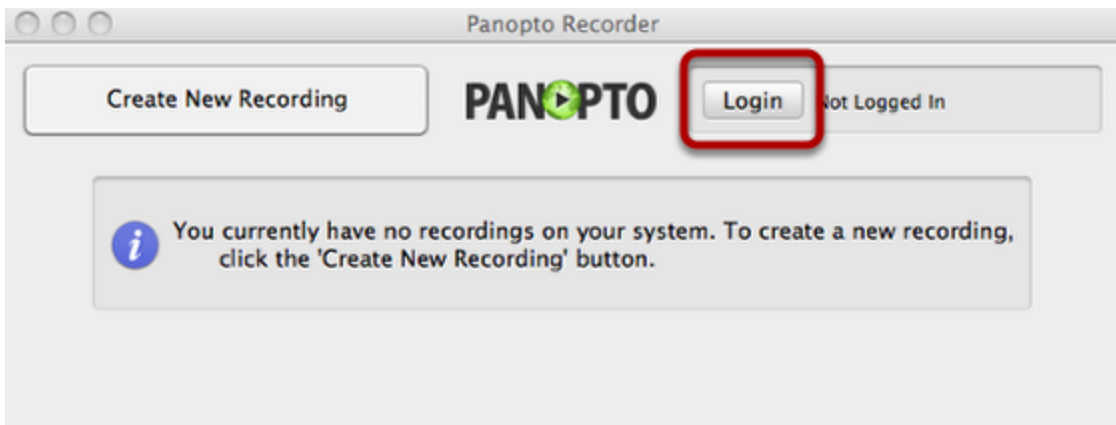 Panopto Recorder
Create New Recording
PANOPTO
Login
Not Logged In
You currently have no recordings on your system. To create a new recording,
click the 'Create New Recording' button.